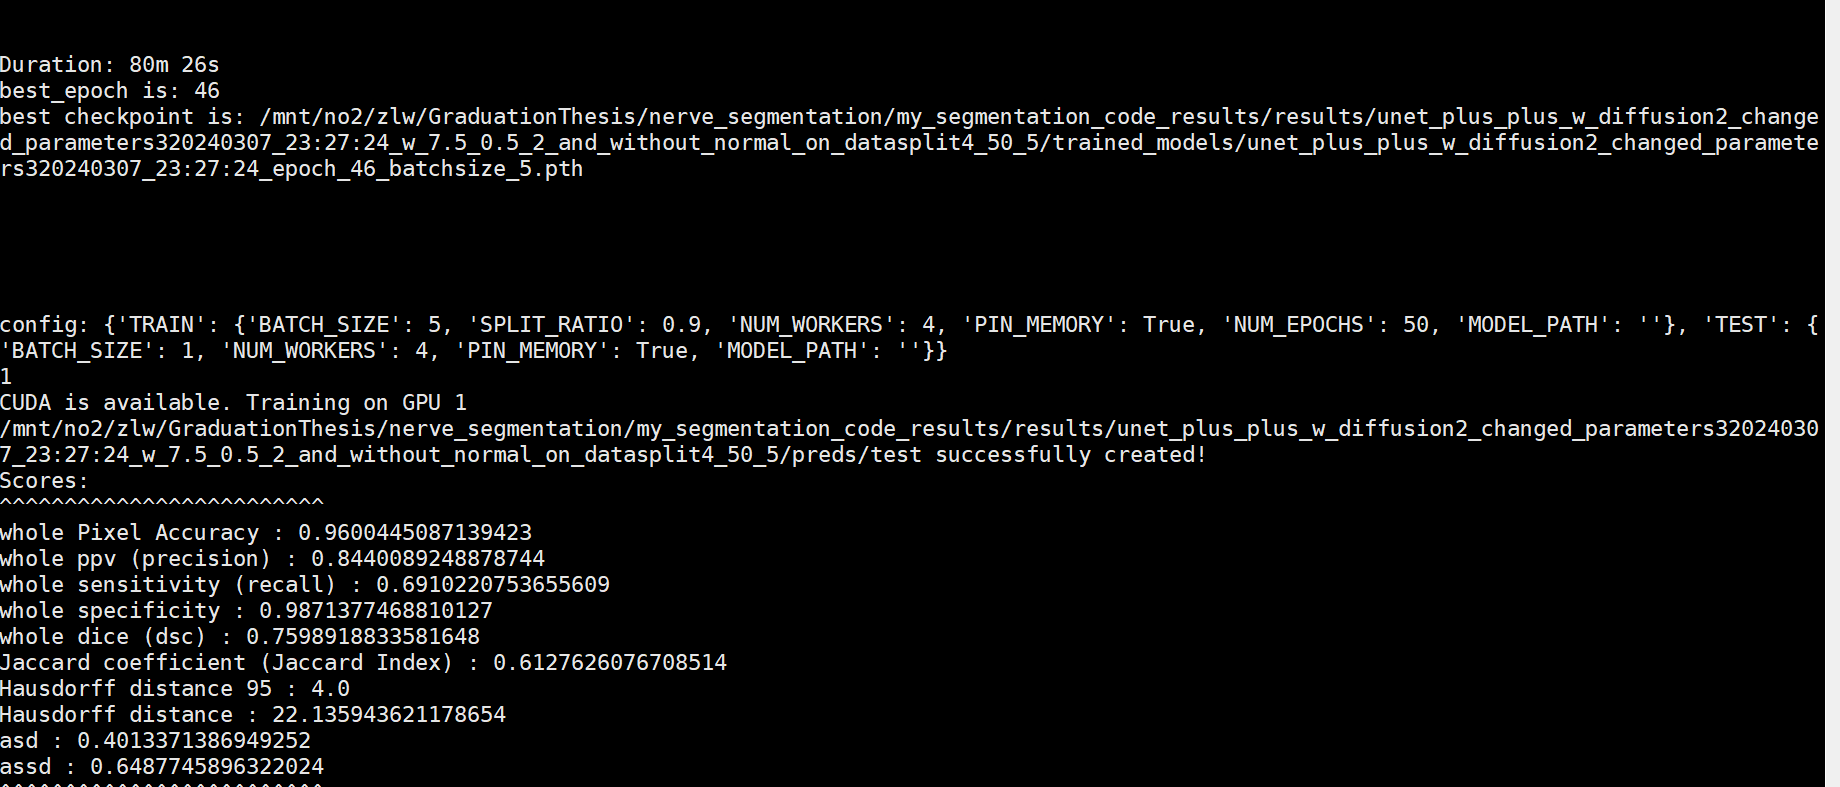 Duration: 80m 26s
best_epoch is: 46
best checkpoint is: /mnt/no2/zlw/GraduationThesis/nerve_segmentation/my_segmentation_code_results/results/unet_plus_plus_w_diffusion2_change
d_parameters320240307_23:27:24_w_7.5_0.5_2_and_without_normal_on_datasplit4_50_5/trained_models/unet_plus_plus_w_diffusion2_changed_paramete
rs320240307_23:27:24_epoch_46_batchsize_5.pth
config: {'TRAIN': {'BATCH_SIZE': 5, 'SPLIT_RATIO': 0.9, 'NUM_WORKERS': 4, 'PIN_MEMORY': True, 'NUM_EPOCHS': 50, 'MODEL_PATH': ''}, 'TEST': {
'BATCH_SIZE': 1, 'NUM_WORKERS': 4, 'PIN_MEMORY': True, 'MODEL_PATH': ''}}
1
CUDA is available. Training on GPU 1
/mnt/no2/zlw/GraduationThesis/nerve_segmentation/my_segmentation_code_results/results/unet_plus_plus_w_diffusion2_changed_parameters32024030
7_23:27:24_w_7.5_0.5_2_and_without_normal_on_datasplit4_50_5/preds/test successfully created!
Scores:
^^^^^^^^^^^^^^^^^^^^^^^^^
whole Pixel Accuracy : 0.9600445087139423
whole ppv (precision) : 0.8440089248878744
whole sensitivity (recall) : 0.6910220753655609
whole specificity : 0.9871377468810127
whole dice (dsc) : 0.7598918833581648
Jaccard coefficient (Jaccard Index) : 0.6127626076708514
Hausdorff distance 95 : 4.0
Hausdorff distance : 22.135943621178654
asd : 0.4013371386949252
assd : 0.6487745896322024
^^^^^^^^^^^^^^^^^^^^^^^^^